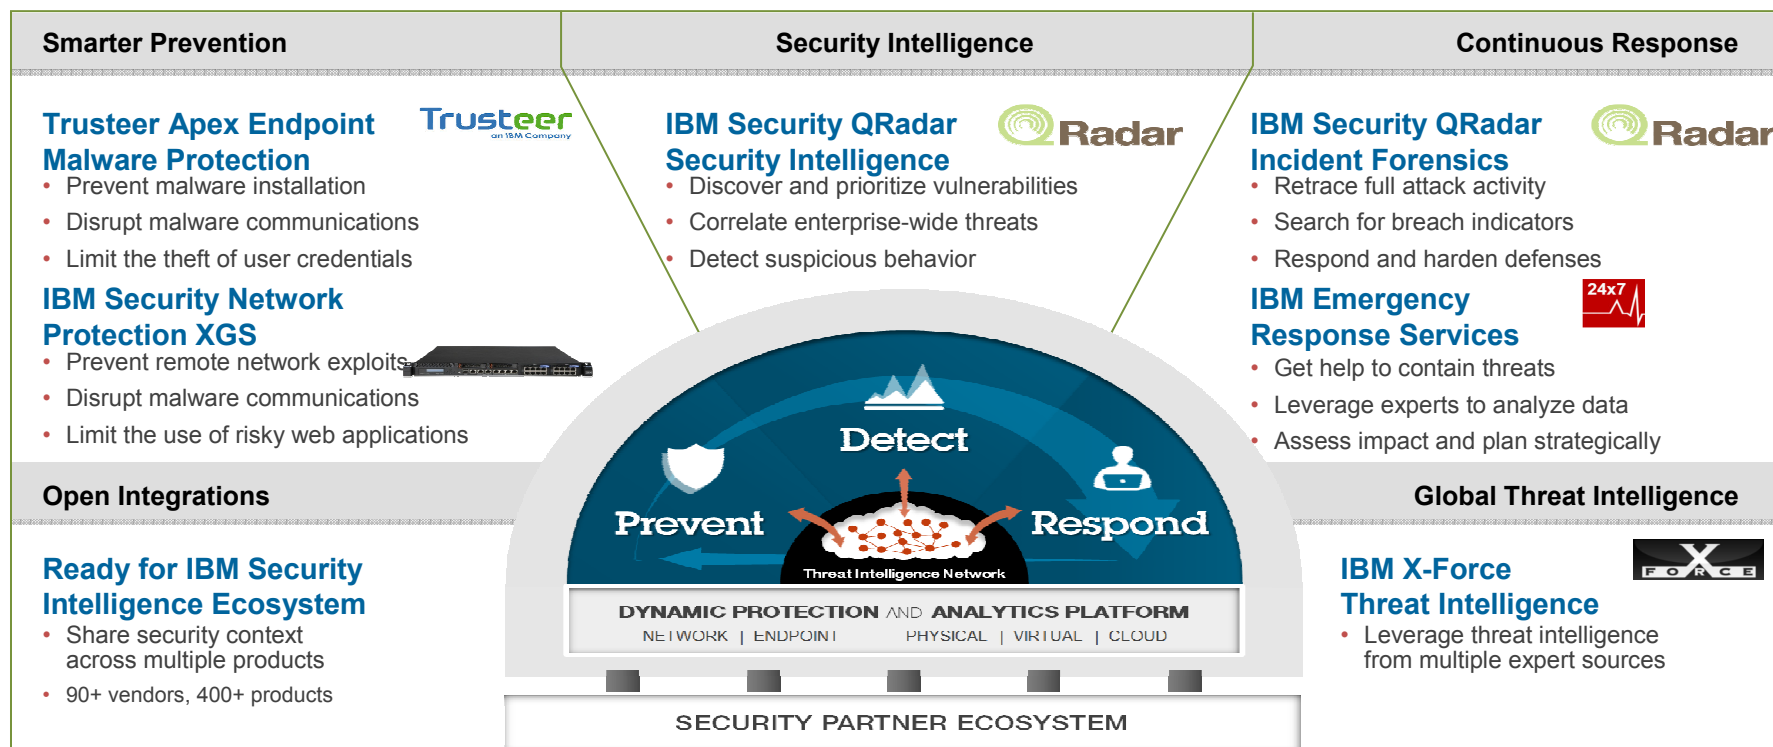 Smarter Prevention
Security Intelligence
Continuous Response
Trusteer Apex Endpoint
Malware Protection
Trusteer
an IBM Company
• Prevent malware installation
• Disrupt malware communications
• Limit the theft of user credentials
IBM Security Network
Protection XGS
• Prevent remote network exploits
• Disrupt malware communications
• Limit the use of risky web applications
IBM Security QRadar
Security Intelligence
QRadar
• Discover and prioritize vulnerabilities
• Correlate enterprise-wide threats
• Detect suspicious behavior
IBM Security QRadar
Incident Forensics
QRadar
• Retrace full attack activity
• Search for breach indicators
• Respond and harden defenses
IBM Emergency
Response Services
24x7
• Get help to contain threats
• Leverage experts to analyze data
• Assess impact and plan strategically
Detect
Prevent
Respond
Threat Intelligence Network
DYNAMIC PROTECTION AND ANALYTICS PLATFORM
NETWORK | ENDPOINT PHYSICAL | VIRTUAL | CLOUD
SECURITY PARTNER ECOSYSTEM
Open Integrations
Ready for IBM Security
Intelligence Ecosystem
• Share security context
across multiple products
• 90+ vendors, 400+ products
Global Threat Intelligence
IBM X-Force
Threat Intelligence
X
FORCE
• Leverage threat intelligence
from multiple expert sources